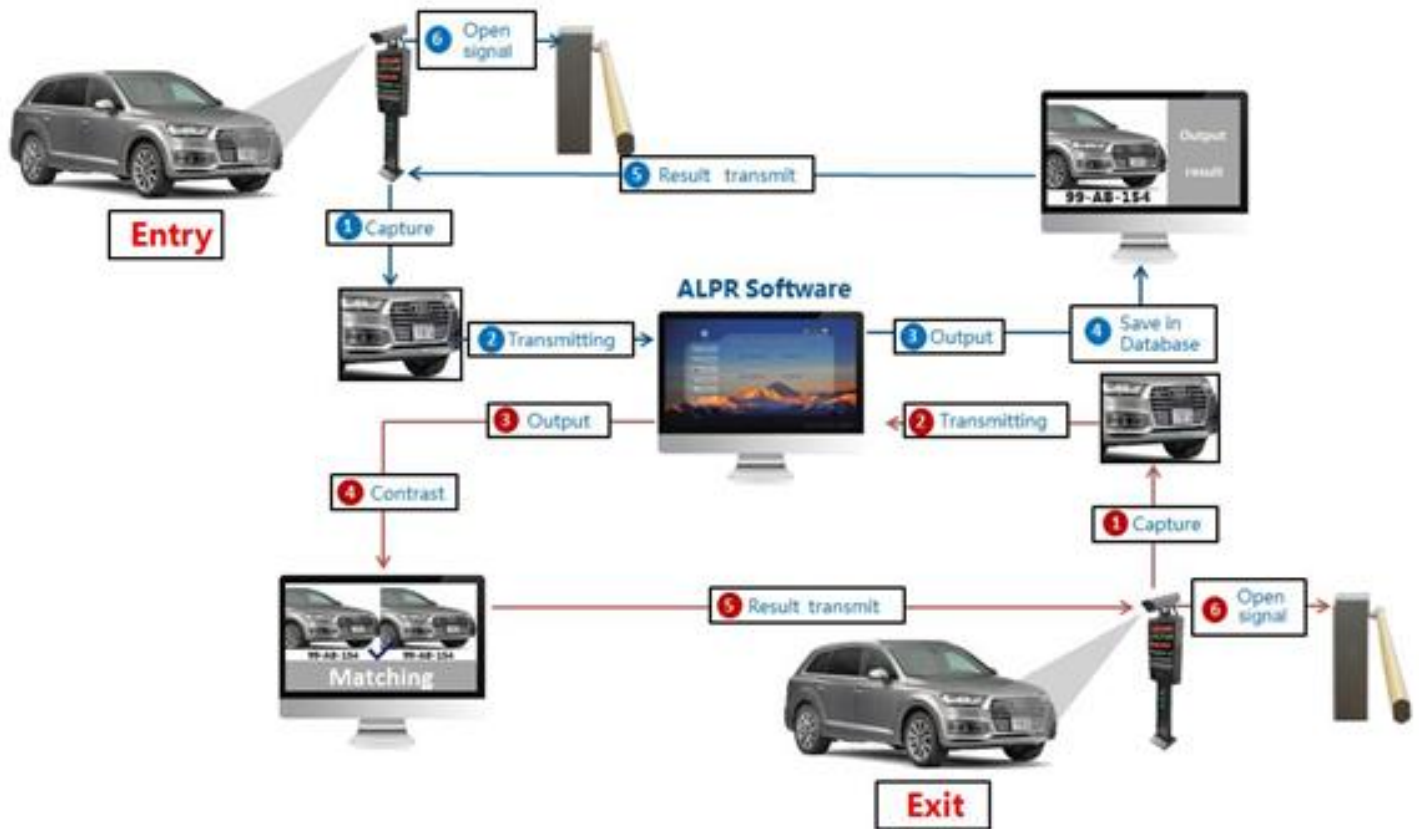 6 Open
signal
Output
result
99-AB-154
5 Result transmit
Entry
1 Capture
ALPR Software
2 Transmitting
3 Output
4 Save in
Database
3 Output
2 Transmitting
4 Contrast
1 Capture
5 Result transmit
6 Open
signal
99-AB-154
99-AB-154
Matching
Exit